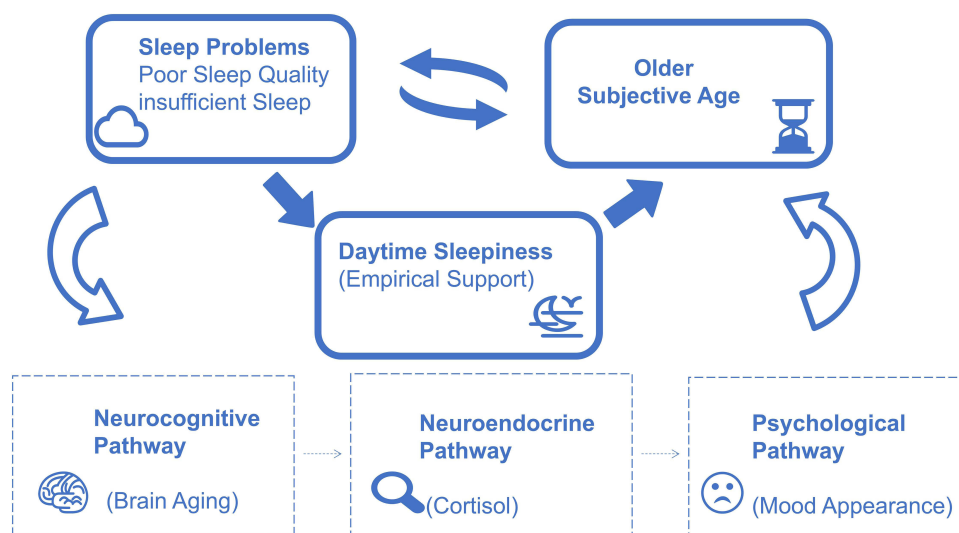 Sleep Problems
Poor Sleep Quality
insufficient Sleep
Older
Subjective Age
Daytime Sleepiness
(Empirical Support)
Neurocognitive
Pathway
(Brain Aging)
Neuroendocrine
Pathway
(Cortisol)
Psychological
Pathway
(Mood Appearance)